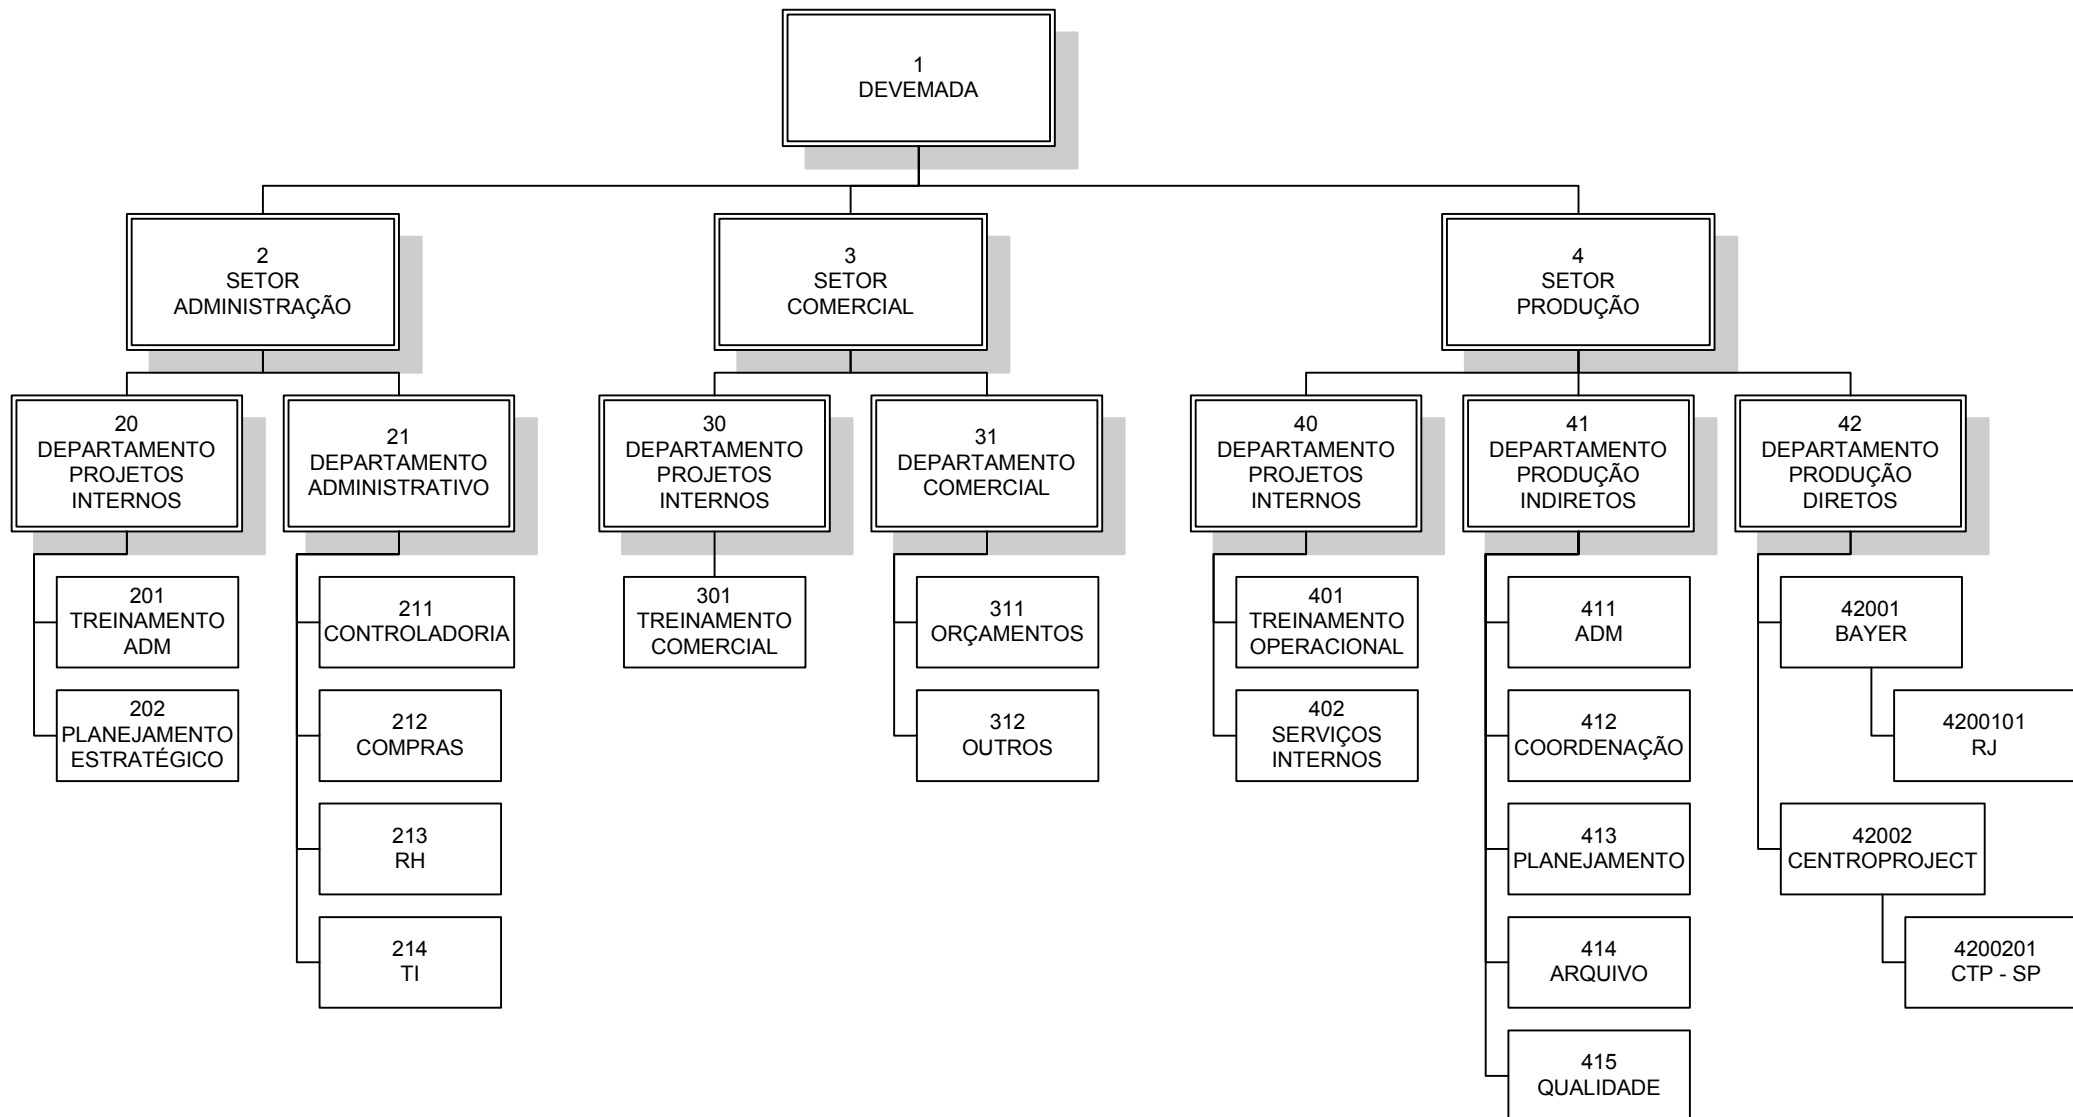 1
DEVEMADA
2
SETOR
ADMINISTRAÇÃO
3
SETOR
COMERCIAL
4
SETOR
PRODUÇÃO
20
DEPARTAMENTO
PROJETOS
INTERNOS
21
DEPARTAMENTO
ADMINISTRATIVO
30
DEPARTAMENTO
PROJETOS
INTERNOS
31
DEPARTAMENTO
COMERCIAL
40
DEPARTAMENTO
PROJETOS
INTERNOS
41
DEPARTAMENTO
PRODUÇÃO
INDIRETOS
42
DEPARTAMENTO
PRODUÇÃO
DIRETOS
201
TREINAMENTO
ADM
211
CONTROLADORIA
301
TREINAMENTO
COMERCIAL
311
ORÇAMENTOS
401
TREINAMENTO
OPERACIONAL
411
ADM
42001
BAYER
202
PLANEJAMENTO
ESTRATÉGICO
212
COMPRAS
312
OUTROS
402
SERVIÇOS
INTERNOS
412
COORDENAÇÃO
4200101
RJ
213
RH
413
PLANEJAMENTO
42002
CENTROPROJECT
214
TI
414
ARQUIVO
4200201
CTP - SP
415
QUALIDADE